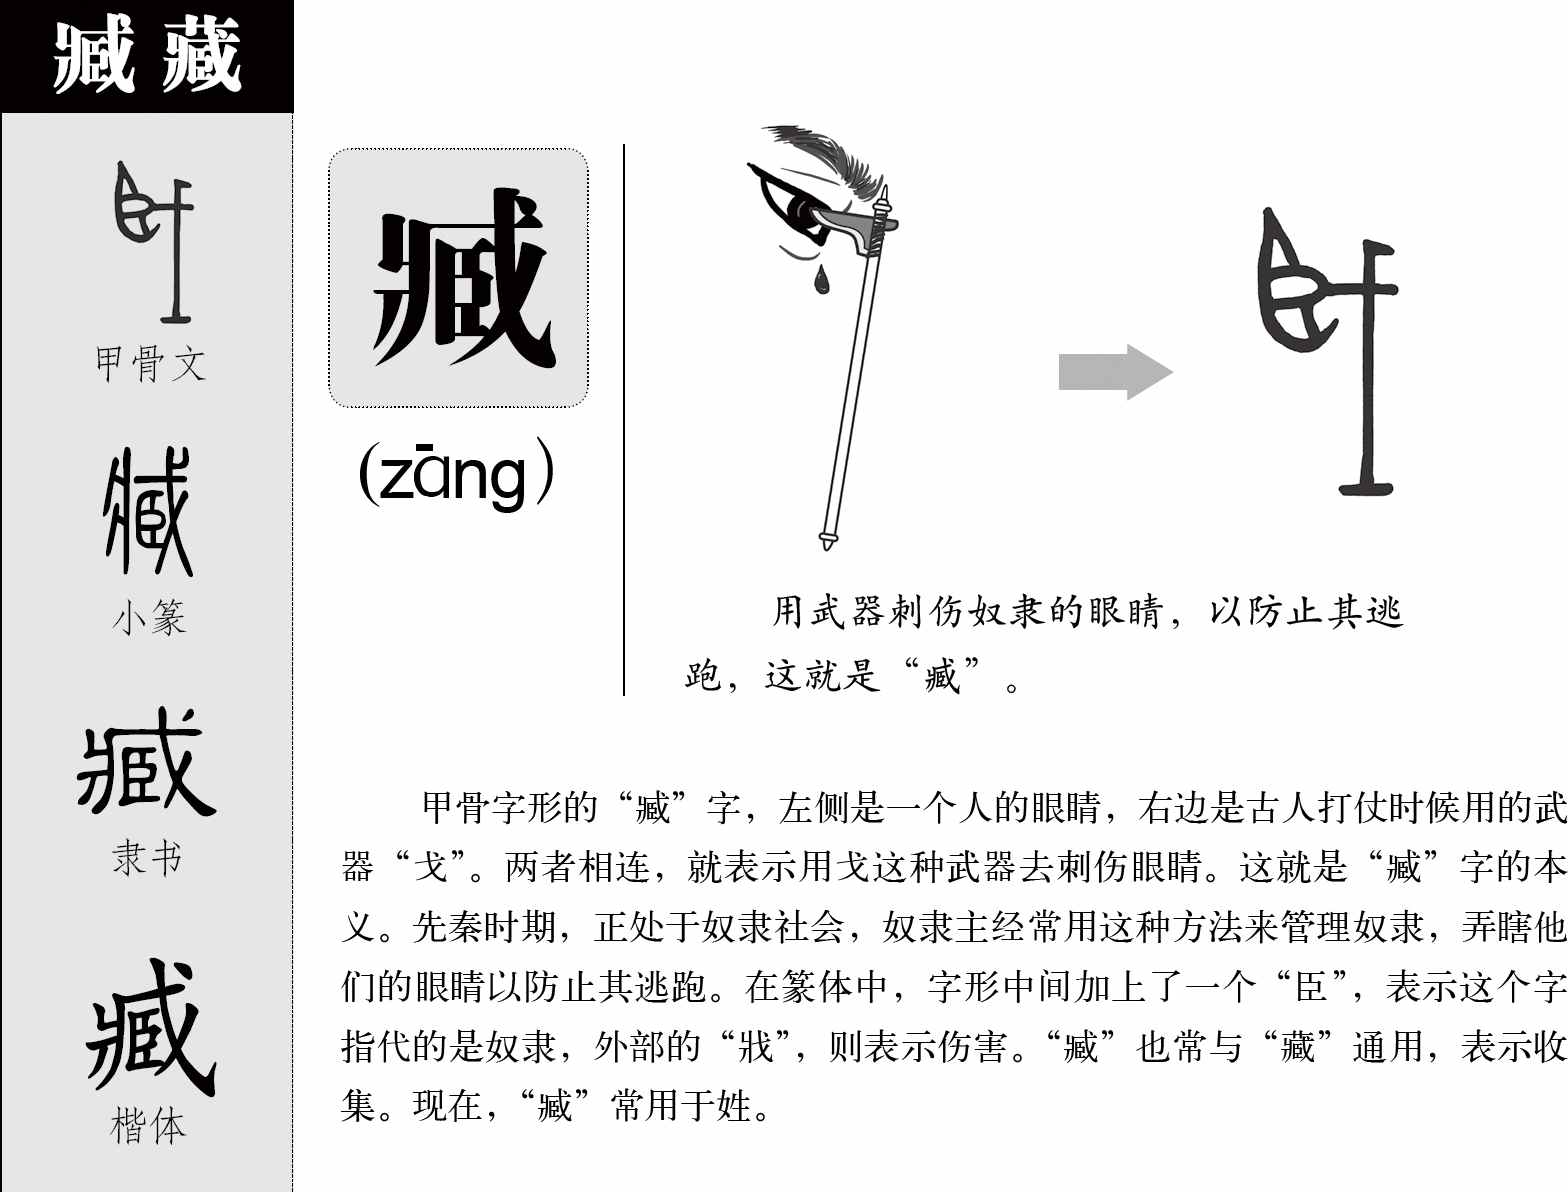 臧 藏
甲骨文
小篆
隶书
楷体
臧
(zāng)
用武器刺伤奴隶的眼睛，以防止其逃
跑，这就是“臧”。
甲骨字形的“臧”字，左侧是一个人的眼睛，右边是古人打仗时候用的武
器“戈”。两者相连，就表示用戈这种武器去刺伤眼睛。这就是“臧”字的本
义。先秦时期，正处于奴隶社会，奴隶主经常用这种方法来管理奴隶，弄瞎他
们的眼睛以防止其逃跑。在篆体中，字形中间加上了一个“臣”，表示这个字
指代的是奴隶，外部的“戕”，则表示伤害。“臧”也常与“藏”通用，表示收
集。现在，“臧”常用于姓。